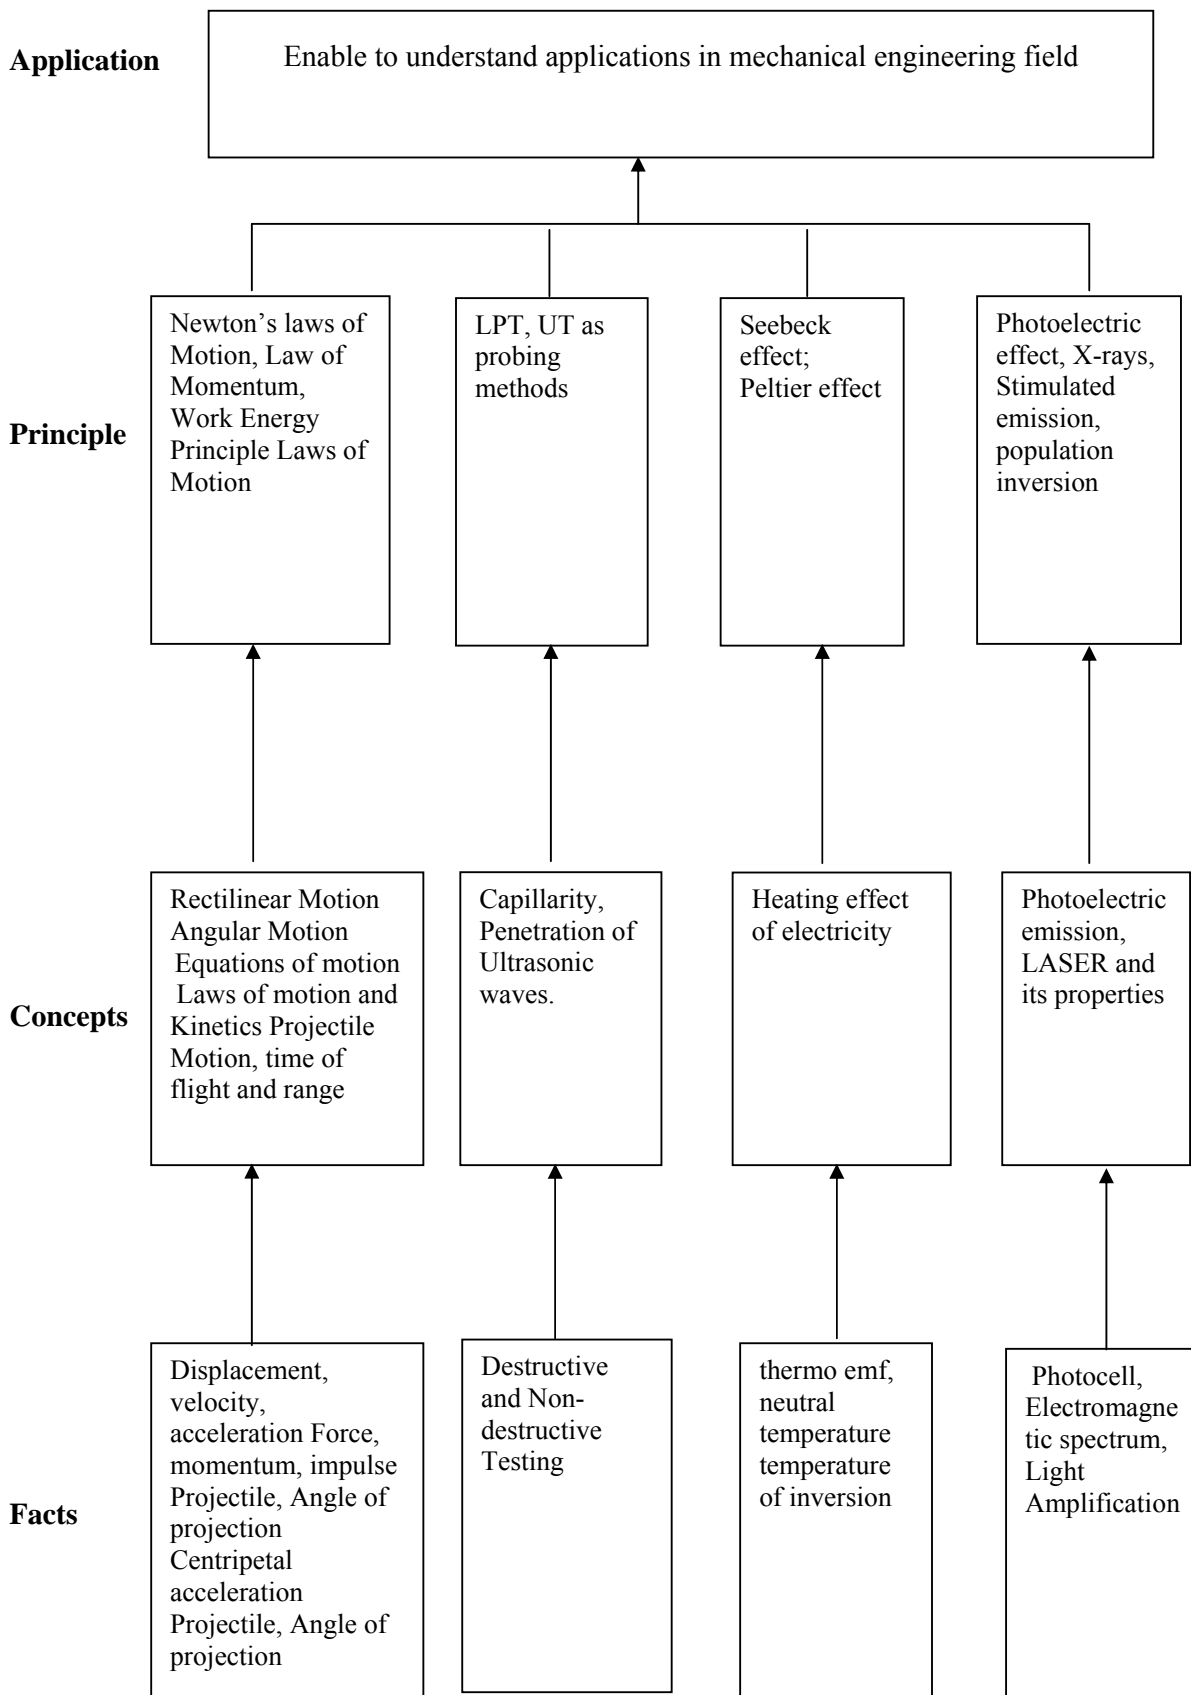 Application
Enable to understand applications in mechanical engineering field
Principle
Newton’s laws of
Motion, Law of
Momentum,
Work Energy
Principle Laws of
Motion
LPT, UT as
probing
methods
Seebeck
effect;
Peltier effect
Photoelectric
effect, X-rays,
Stimulated
emission,
population
inversion
Concepts
Rectilinear Motion
Angular Motion
Equations of motion
Laws of motion and
Kinetics Projectile
Motion, time of
flight and range
Capillarity,
Penetration of
Ultrasonic
waves.
Heating effect
of electricity
Photoelectric
emission,
LASER and
its properties
Facts
Displacement,
velocity,
acceleration Force,
momentum, impulse
Projectile, Angle of
projection
Centripetal
acceleration
Projectile, Angle of
projection
Destructive
and Non-
destructive
Testing
thermo emf,
neutral
temperature
temperature
of inversion
Photocell,
Electromagne
tic spectrum,
Light
Amplification